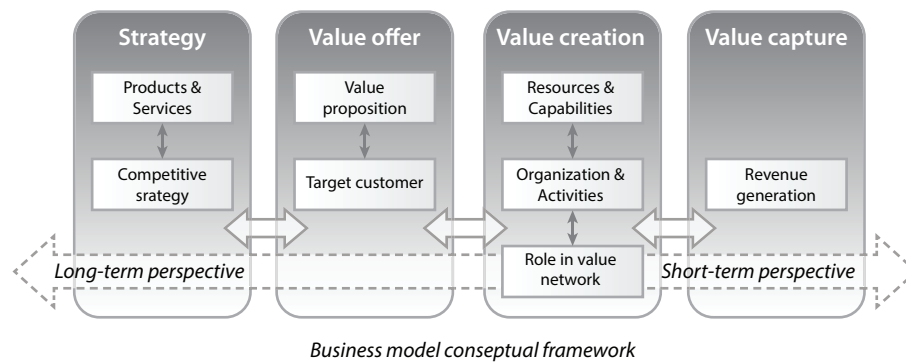 Strategy
Products &
Services
Competitive
srategy
Value offer
Value
proposition
Target customer
Value creation
Resources &
Capabilities
Organization &
Activities
Role in value
network
Value capture
Revenue
generation
Long-term perspective
Short-term perspective
Business model conseptual framework